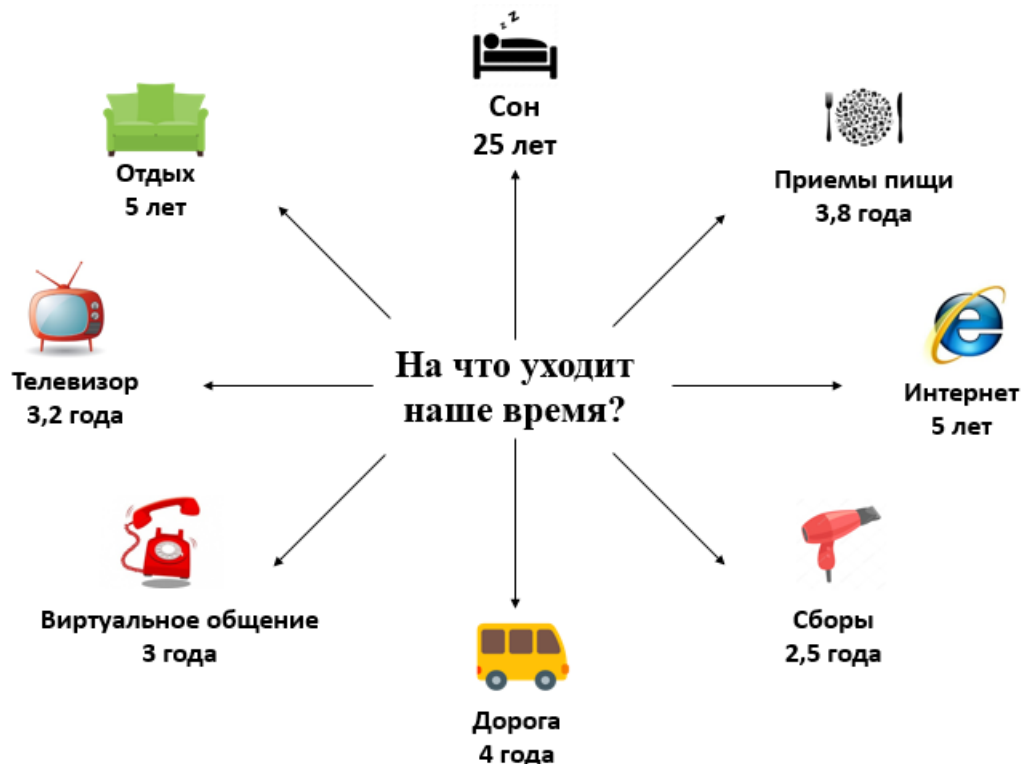 Сон
25 лет
Отдых
5 лет
Приемы пищи
3,8 года
Телевизор
3,2 года
На что уходит
наше время?
Интернет
5 лет
Виртуальное общение
3 года
Сборы
2,5 года
Дорога
4 года